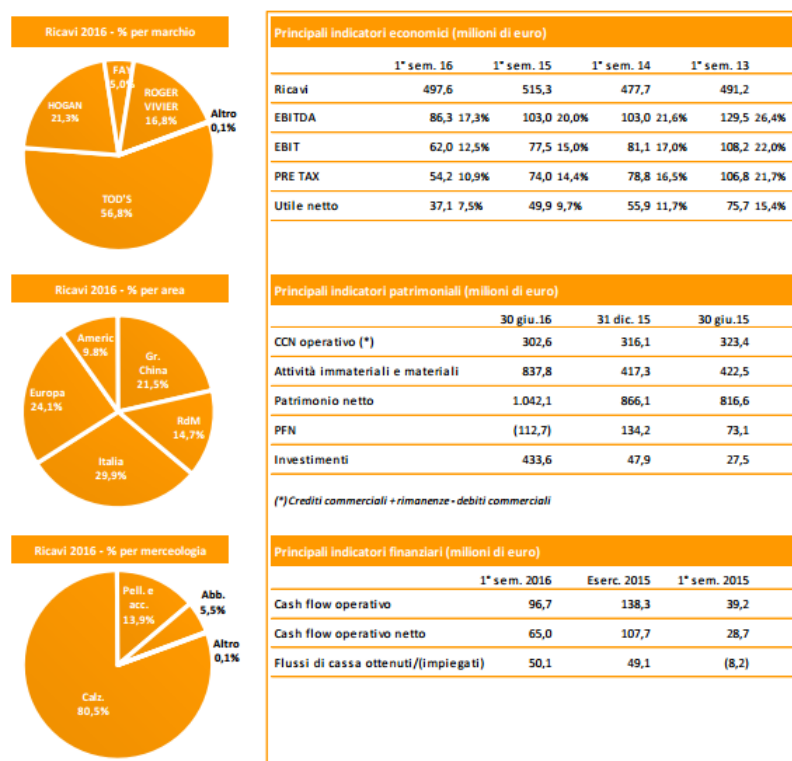 Ricavi 2016 - % per marchio
FAY
5,0%
ROGER
VIVIER
16,8%
HOGAN
21,3%
Altro
0,1%
TOD'S
56,8%
Principali indicatori economici (milioni di euro)
1° sem. 16 1° sem. 15 1° sem. 14 1° sem. 13
Ricavi 497,6 515,3 477,7 491,2
EBITDA 86,3 17,3% 103,0 20,0% 103,0 21,6% 129,5 26,4%
EBIT 62,0 12,5% 77,5 15,0% 81,1 17,0% 108,2 22,0%
PRE TAX 54,2 10,9% 74,0 14,4% 78,8 16,5% 106,8 21,7%
Utile netto 37,1 7,5% 49,9 9,7% 55,9 11,7% 75,7 15,4%
Ricavi 2016 - % per area
Americ
9.8%
Gr.
China
21,5%
Europa
24,1%
RdM
14,7%
Italia
29,9%
Principali indicatori patrimoniali (milioni di euro)
30 giu.16 31 dic. 15 30 giu.15
CCN operativo (*) 302,6 316,1 323,4
Attività immateriali e materiali 837,8 417,3 422,5
Patrimonio netto 1.042,1 866,1 816,6
PFN (112,7) 134,2 73,1
Investimenti 433,6 47,9 27,5
(*) Crediti commerciali + rimanenze - debiti commerciali
Ricavi 2016 - % per merceologia
Pell. e
acc.
13,9%
Abb.
5,5%
Altro
0,1%
Calz.
80,5%
Principali indicatori finanziari (milioni di euro)
1° sem. 2016 Eserc. 2015 1° sem. 2015
Cash flow operativo 96,7 138,3 39,2
Cash flow operativo netto 65,0 107,7 28,7
Flussi di cassa ottenuti/(impiegati) 50,1 49,1 (8,2)